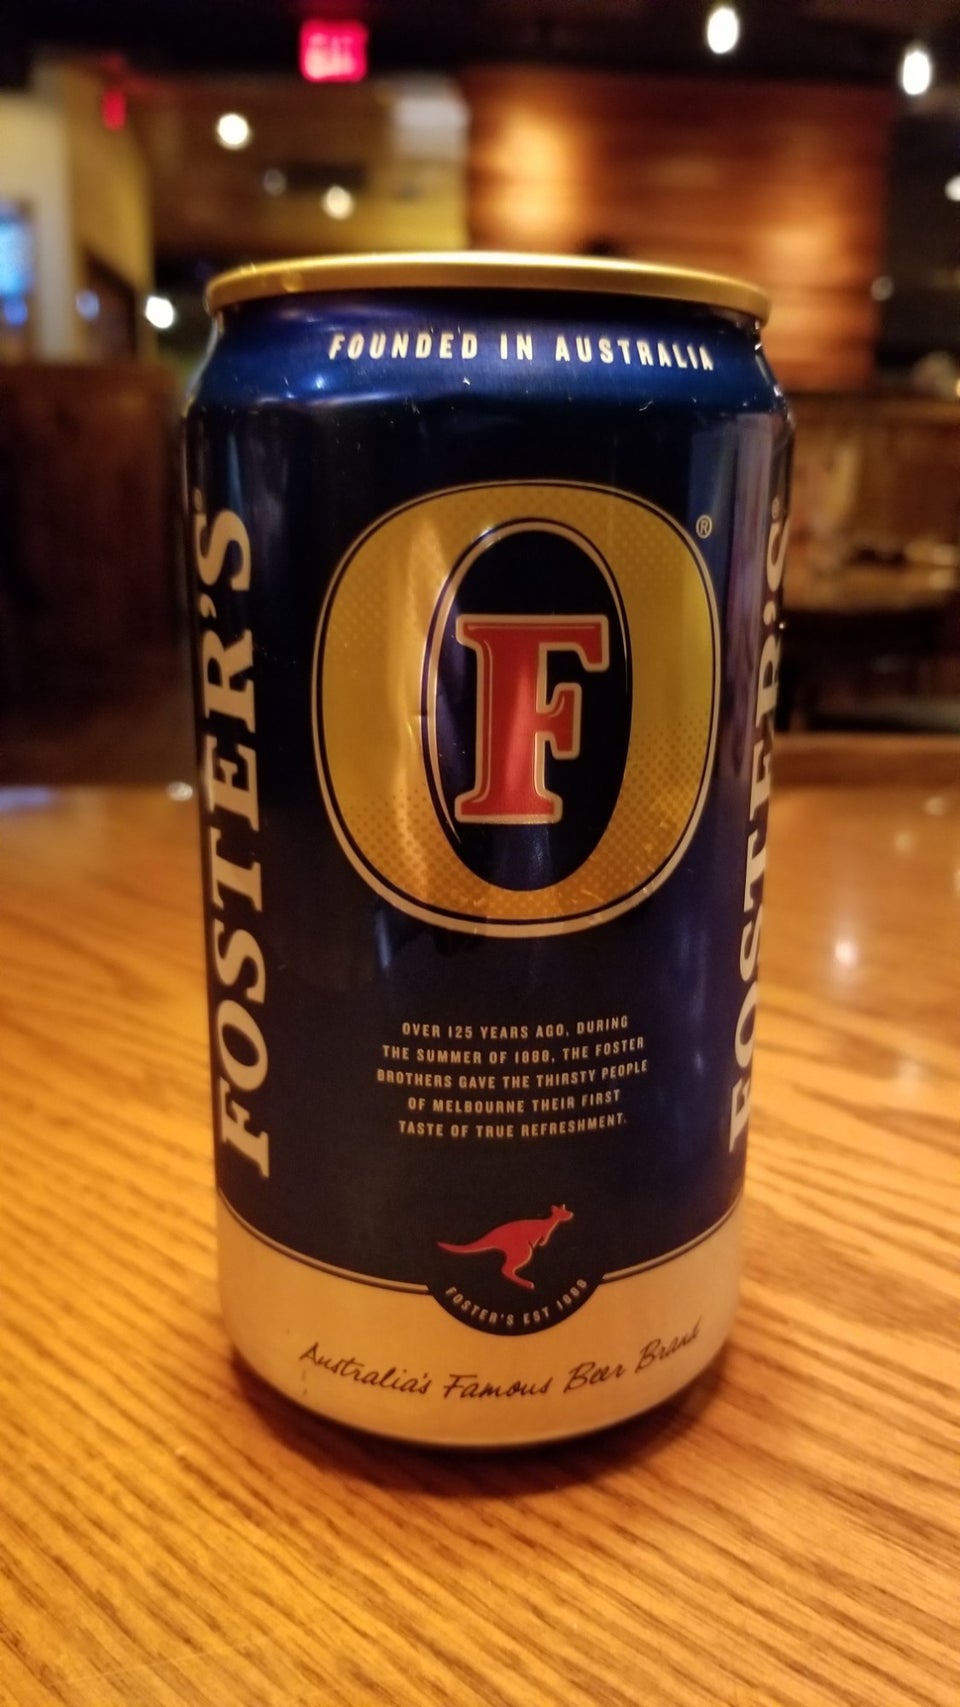 EXIT
FOUNDED IN AUSTRALIA
FOSTER'S
®
F
FOSTER'S®
OVER 125 YEARS AGO, DURING
THE SUMMER OF 1888, THE FOSTER
BROTHERS GAVE THE THIRSTY PEOPLE
OF MELBOURNE THEIR FIRST
TASTE OF TRUE REFRESHMENT.
FOSTER'S EST 1888
Australia's Famous Beer Brand